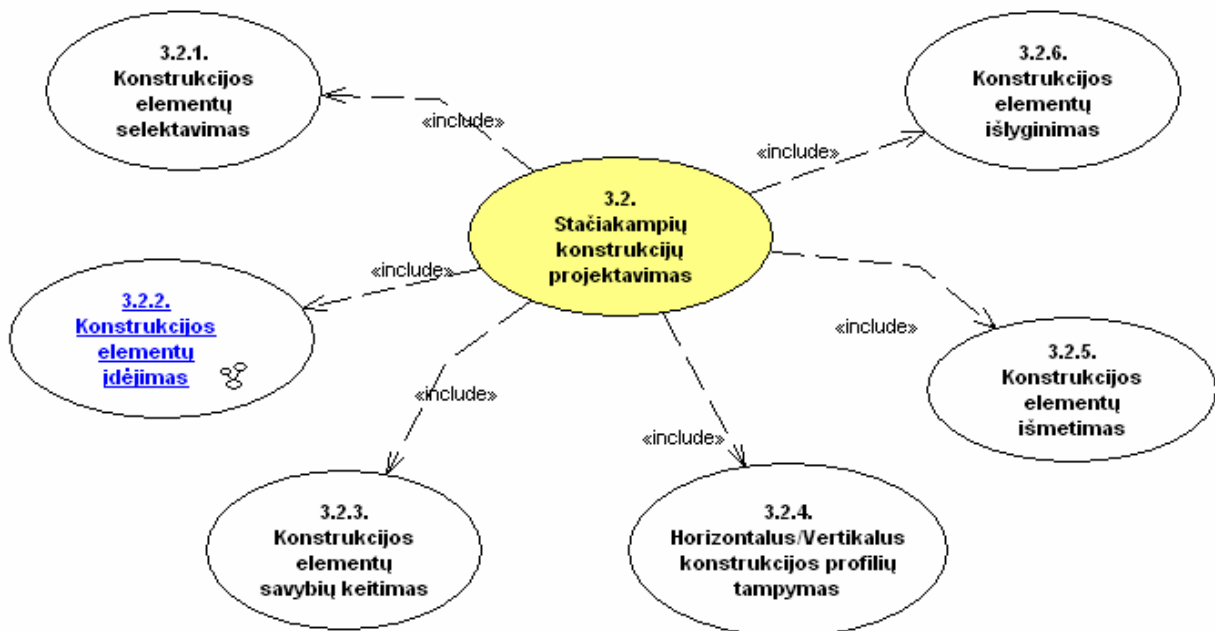 3.2.1.
Konstrukcijos
elementų
selektavimas
3.2.6.
Konstrukcijos
elementų
išlyginimas
«include»
«include»
3.2.
Stačiakampių
konstrukcijų
projektavimas
«include»
3.2.2.
Konstrukcijos
elementų
įdėjimas
«include»
3.2.5.
Konstrukcijos
elementų
išmetimas
«include»
«include»
3.2.3.
Konstrukcijos
elementų
savybių keitimas
3.2.4.
Horizontalus/Vertikalus
konstrukcijos profilių
tampymas